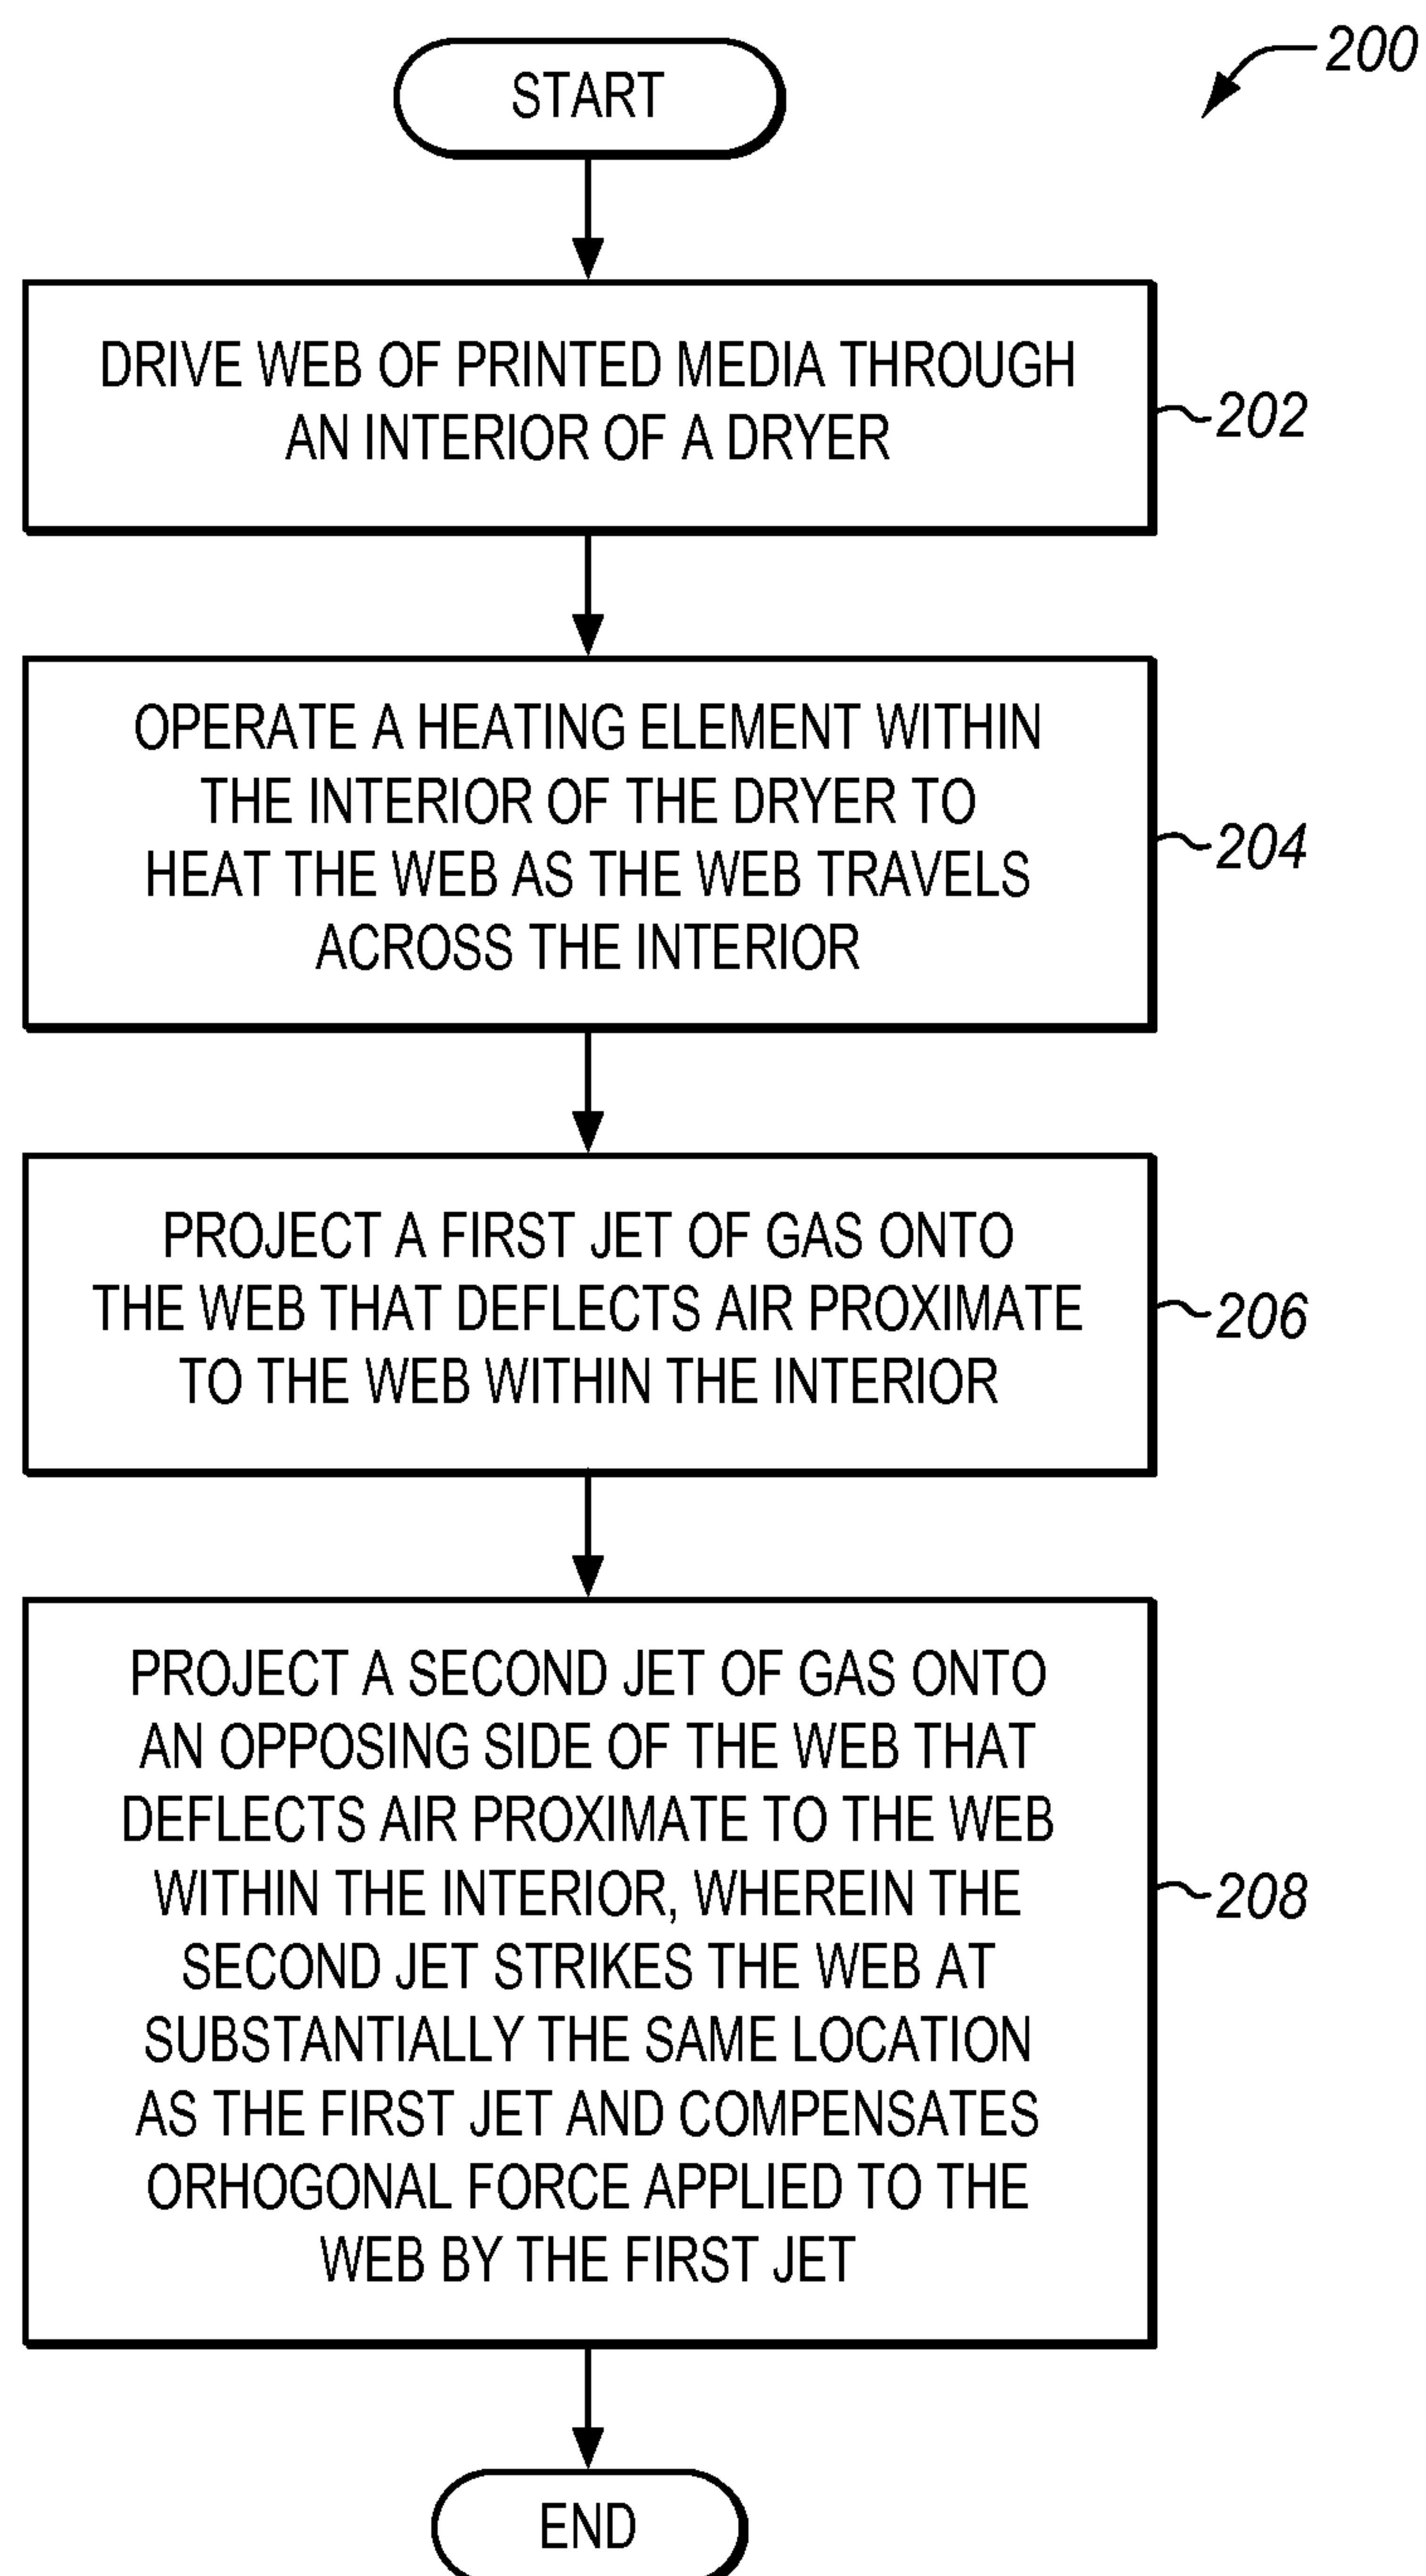 200
START
DRIVE WEB OF PRINTED MEDIA THROUGH
AN INTERIOR OF A DRYER
202
OPERATE A HEATING ELEMENT WITHIN
THE INTERIOR OF THE DRYER TO
HEAT THE WEB AS THE WEB TRAVELS
ACROSS THE INTERIOR
204
PROJECT A FIRST JET OF GAS ONTO
THE WEB THAT DEFLECTS AIR PROXIMATE
TO THE WEB WITHIN THE INTERIOR
206
PROJECT A SECOND JET OF GAS ONTO
AN OPPOSING SIDE OF THE WEB THAT
DEFLECTS AIR PROXIMATE TO THE WEB
WITHIN THE INTERIOR, WHEREIN THE
SECOND JET STRIKES THE WEB AT
SUBSTANTIALLY THE SAME LOCATION
AS THE FIRST JET AND COMPENSATES
ORHOGONAL FORCE APPLIED TO THE
WEB BY THE FIRST JET
208
END